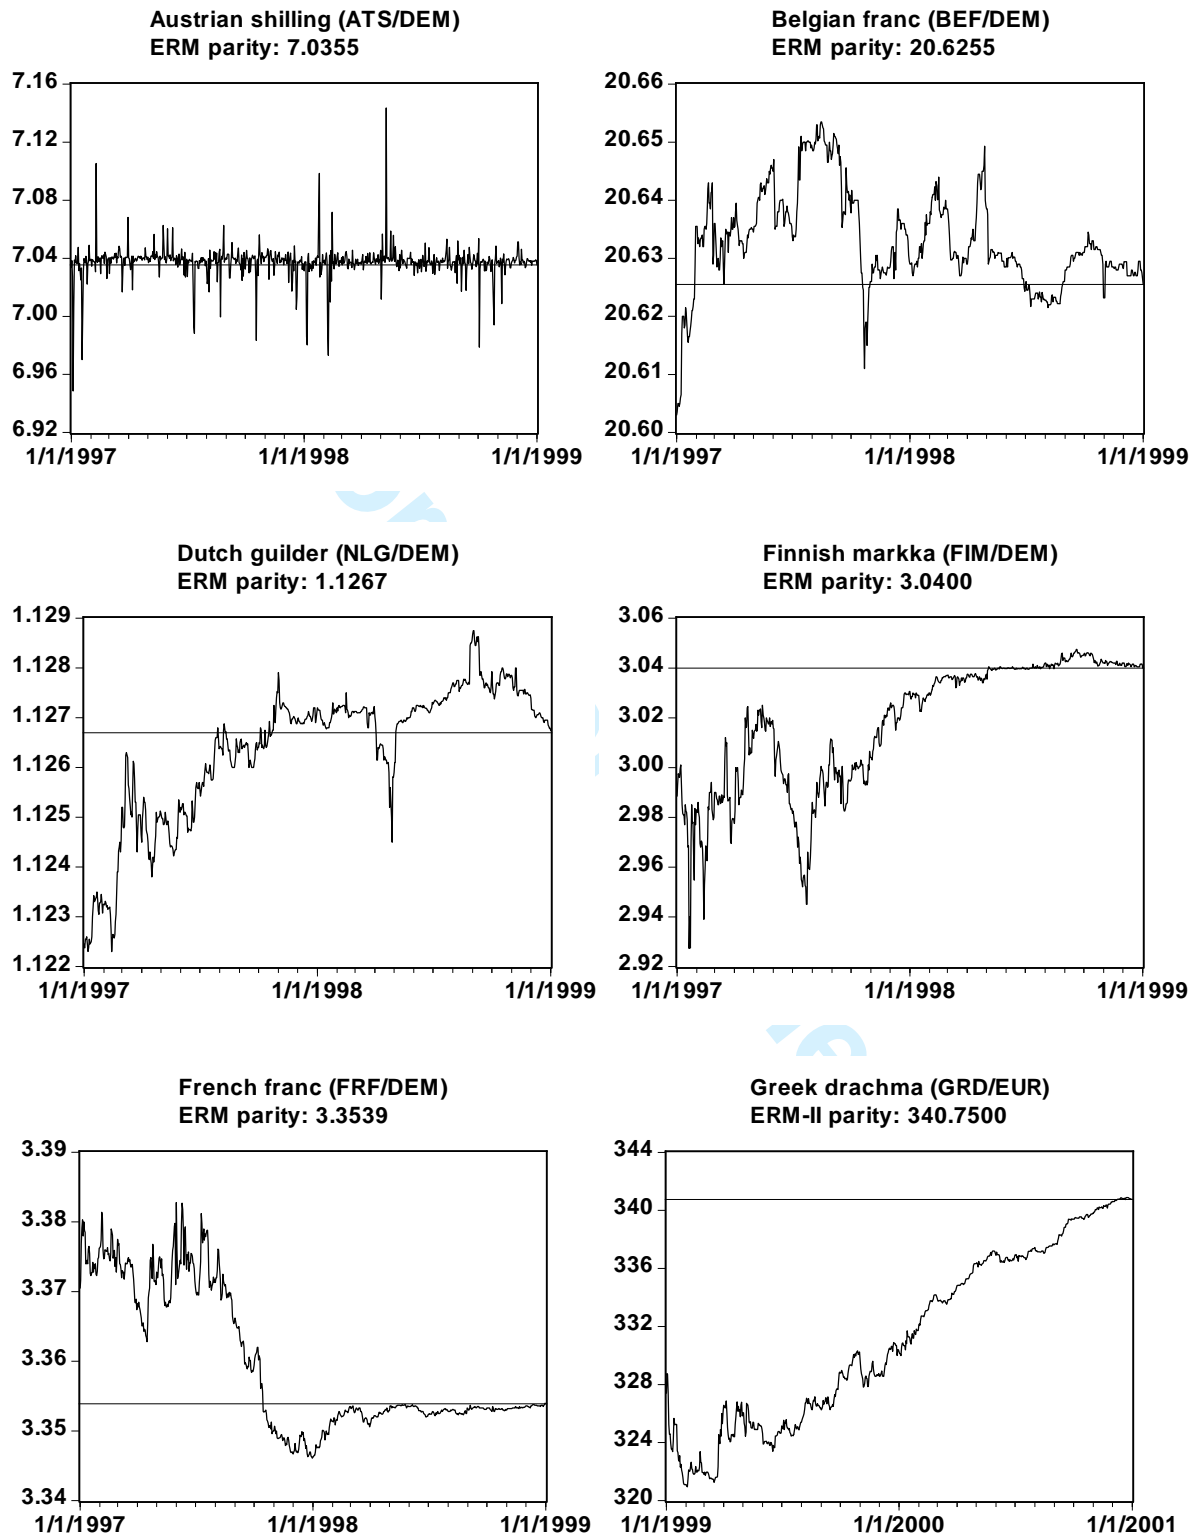 Austrian shilling (ATS/DEM)
ERM parity: 7.0355
7.16
7.12
7.08
7.04
7.00
6.96
6.92
1/1/1997 1/1/1998 1/1/1999
Belgian franc (BEF/DEM)
ERM parity: 20.6255
20.66
20.65
20.64
20.63
20.62
20.61
20.60
1/1/1997 1/1/1998 1/1/1999
Dutch guilder (NLG/DEM)
ERM parity: 1.1267
1.129
1.128
1.127
1.126
1.125
1.124
1.123
1.122
1/1/1997 1/1/1998 1/1/1999
Finnish markka (FIM/DEM)
ERM parity: 3.0400
3.06
3.04
3.02
3.00
2.98
2.96
2.94
2.92
1/1/1997 1/1/1998 1/1/1999
French franc (FRF/DEM)
ERM parity: 3.3539
3.39
3.38
3.37
3.36
3.35
3.34
1/1/1997 1/1/1998 1/1/1999
Greek drachma (GRD/EUR)
ERM-II parity: 340.7500
344
340
336
332
328
324
320
1/1/1999 1/1/2000 1/1/2001